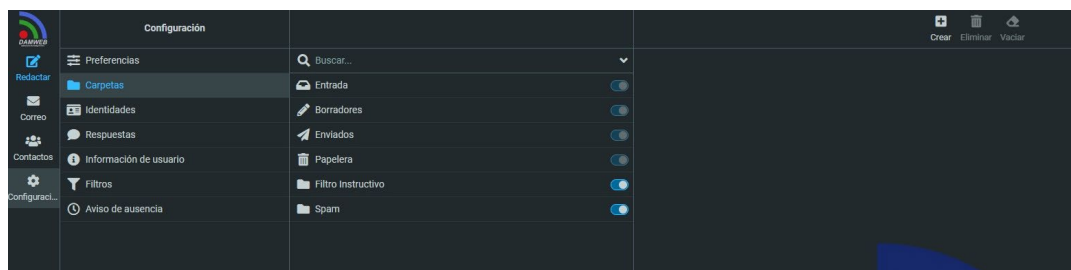 DAMWEB
Redactar
Correo
Contactos
Configuraci...
Configuración
Preferencias
Carpetas
Identidades
Respuestas
Información de usuario
Filtros
Aviso de ausencia
Buscar...
Entrada
Borradores
Enviados
Papelera
Filtro Instructivo
Spam
Crear Eliminar Vaciar